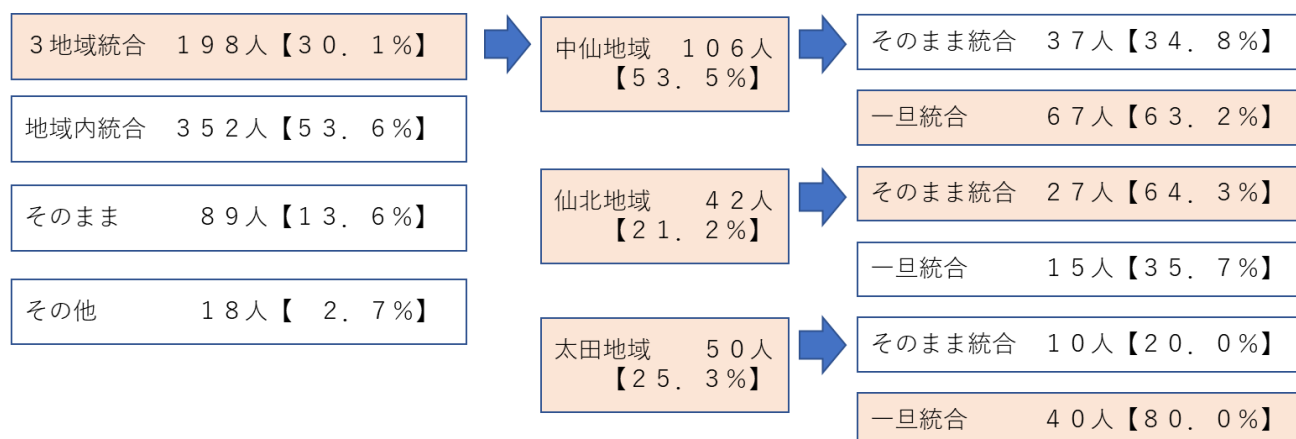 ３地域統合　１９８人【３０．１％】
地域内統合　３５２人【５３．６％】
そのまま　８９人【１３．６％】
その他　１８人【　２．７％】
中仙地域　１０６人
【５３．５％】
仙北地域　４２人
【２１．２％】
太田地域　５０人
【２５．３％】
そのまま統合　３７人【３４．８％】
一旦統合　６７人【６３．２％】
そのまま統合　２７人【６４．３％】
一旦統合　１５人【３５．７％】
そのまま統合　１０人【２０．０％】
一旦統合　４０人【８０．０％】